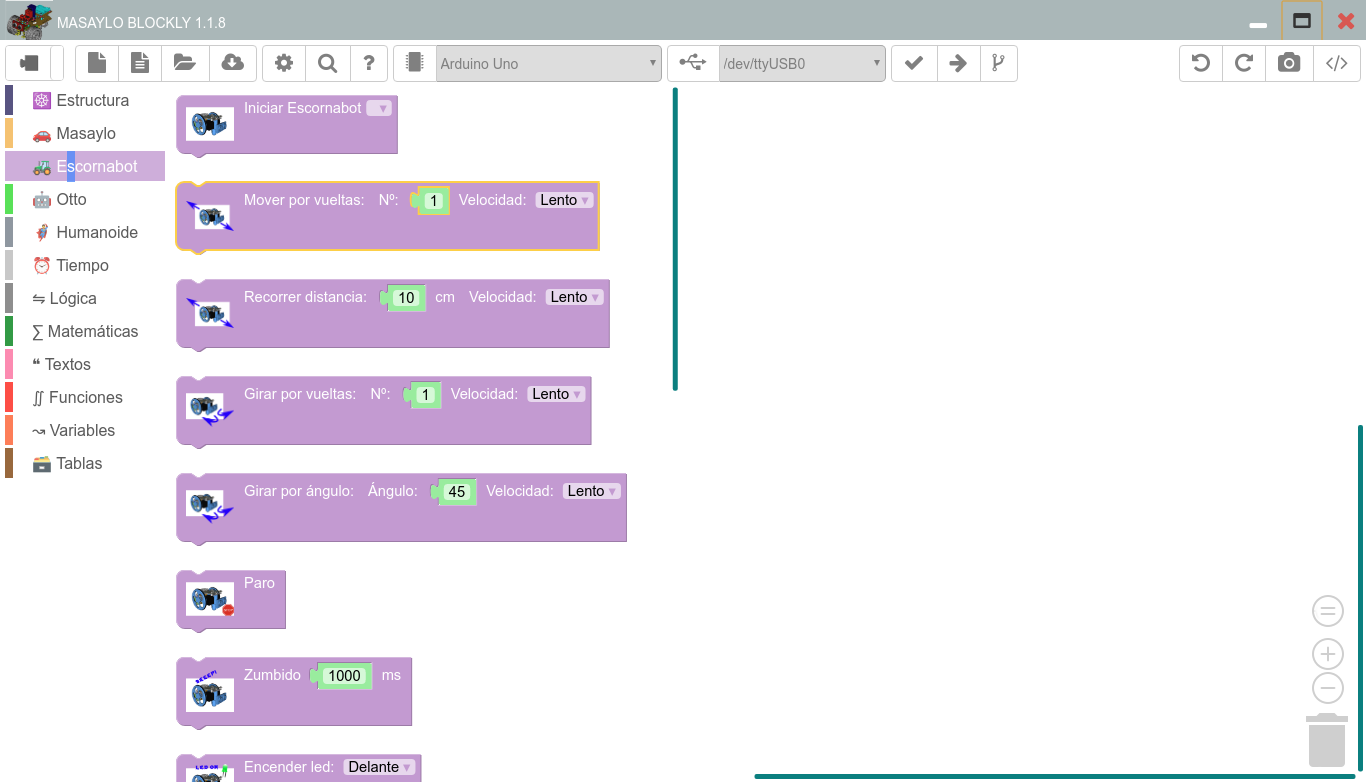 MASAYLO BLOCKLY 1.1.8
? Arduino Uno /dev/ttyUSB0 </>
Estructura
Masaylo
Escornabot
Otto
Humanoide
Tiempo
⇋ Lógica
∑ Matemáticas
❝ Textos
∬ Funciones
↝ Variables
Tablas
Iniciar Escornabot
Mover por vueltas: Nº: 1 Velocidad: Lento
Recorrer distancia: 10 cm Velocidad: Lento
Girar por vueltas: Nº: 1 Velocidad: Lento
Girar por ángulo: Ángulo: 45 Velocidad: Lento
Paro
Zumbido 1000 ms
Encender led: Delante